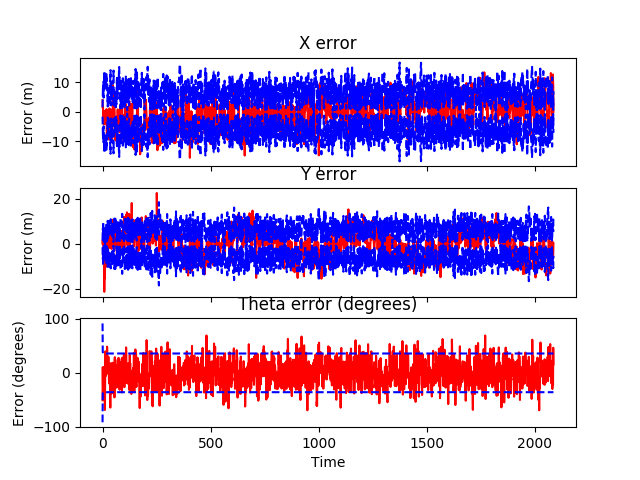 X error
10
0
−10
Error (m)
Y error
20
0
−20
Error (m)
Theta error (degrees)
100
0
−100
Error (degrees)
0
500
1000
1500
2000
Time